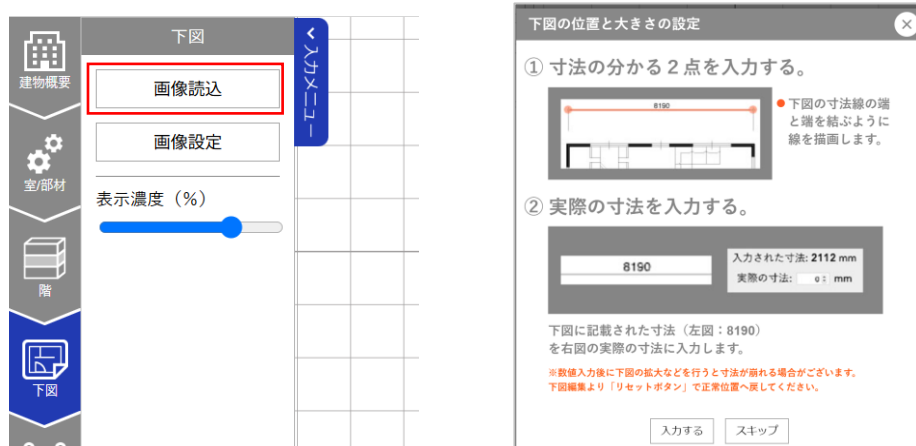 建物概要
室/部材
階
下図
下図
画像読込
画像設定
表示濃度（%）
入力メニュー
下図の位置と大きさの設定
① 寸法の分かる２点を入力する。
8190
●下図の寸法線の端
と端を結ぶように
線を描画します。
② 実際の寸法を入力する。
8190
入力された寸法: 2112 mm
実際の寸法: 0 mm
下図に記載された寸法（左図：8190）
を右図の実際の寸法に入力します。
※数値入力後に下図の拡大などを行うと寸法が崩れる場合がございます。
下図編集より「リセットボタン」で正常位置へ戻してください。
入力する
スキップ